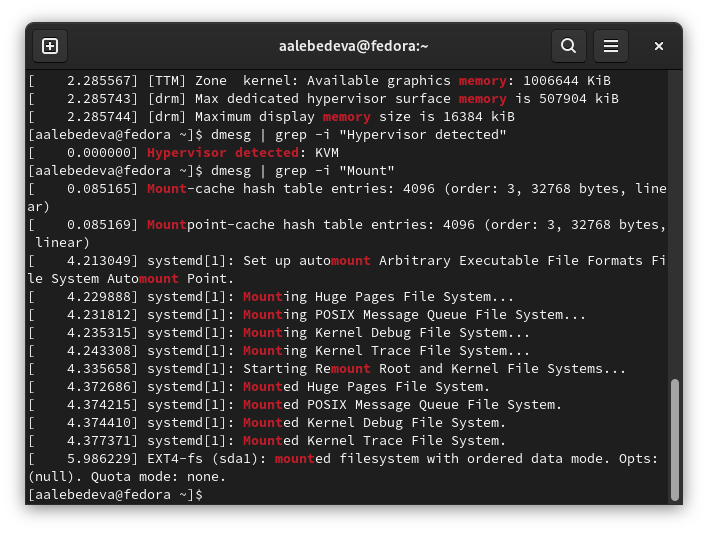 aalebedeva@fedora:~
[    2.285567] [TTM] Zone  kernel: Available graphics memory: 1006644 KiB
[    2.285743] [drm] Max dedicated hypervisor surface memory is 507904 kiB
[    2.285744] [drm] Maximum display memory size is 16384 kiB
[aalebedeva@fedora ~]$ dmesg | grep -i "Hypervisor detected"
[    0.000000] Hypervisor detected: KVM
[aalebedeva@fedora ~]$ dmesg | grep -i "Mount"
[    0.085165] Mount-cache hash table entries: 4096 (order: 3, 32768 bytes, line
ar)
[    0.085169] Mountpoint-cache hash table entries: 4096 (order: 3, 32768 bytes,
 linear)
[    4.213049] systemd[1]: Set up automount Arbitrary Executable File Formats Fi
le System Automount Point.
[    4.229888] systemd[1]: Mounting Huge Pages File System...
[    4.231812] systemd[1]: Mounting POSIX Message Queue File System...
[    4.235315] systemd[1]: Mounting Kernel Debug File System...
[    4.243308] systemd[1]: Mounting Kernel Trace File System...
[    4.335658] systemd[1]: Starting Remount Root and Kernel File Systems...
[    4.372686] systemd[1]: Mounted Huge Pages File System.
[    4.374215] systemd[1]: Mounted POSIX Message Queue File System.
[    4.374410] systemd[1]: Mounted Kernel Debug File System.
[    4.377371] systemd[1]: Mounted Kernel Trace File System.
[    5.986229] EXT4-fs (sda1): mounted filesystem with ordered data mode. Opts:
(null). Quota mode: none.
[aalebedeva@fedora ~]$